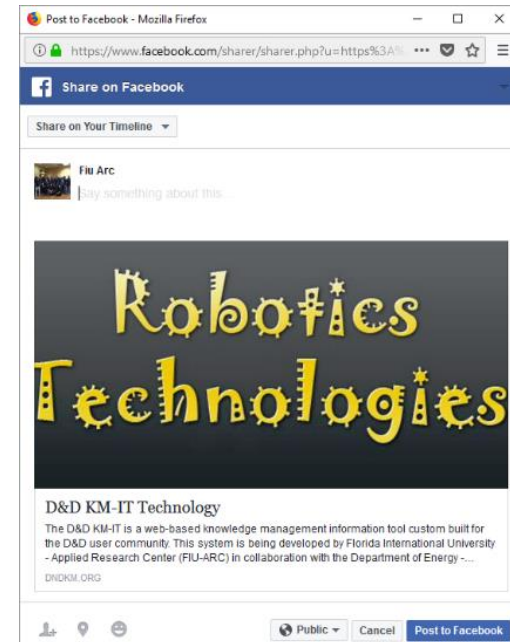 Post to Facebook - Mozilla Firefox
https://www.facebook.com/sharer/sharer.php?u=https%3A%
Share on Facebook
Share on Your Timeline
Fiu Arc
Say something about this...
Robotics
Technologies
D&D KM-IT Technology
The D&D KM-IT is a web-based knowledge management information tool custom built for
the D&D user community. This system is being developed by Florida International University
- Applied Research Center (FIU-ARC) in collaboration with the Department of Energy -...
DNDKM.ORG
Public Cancel Post to Facebook